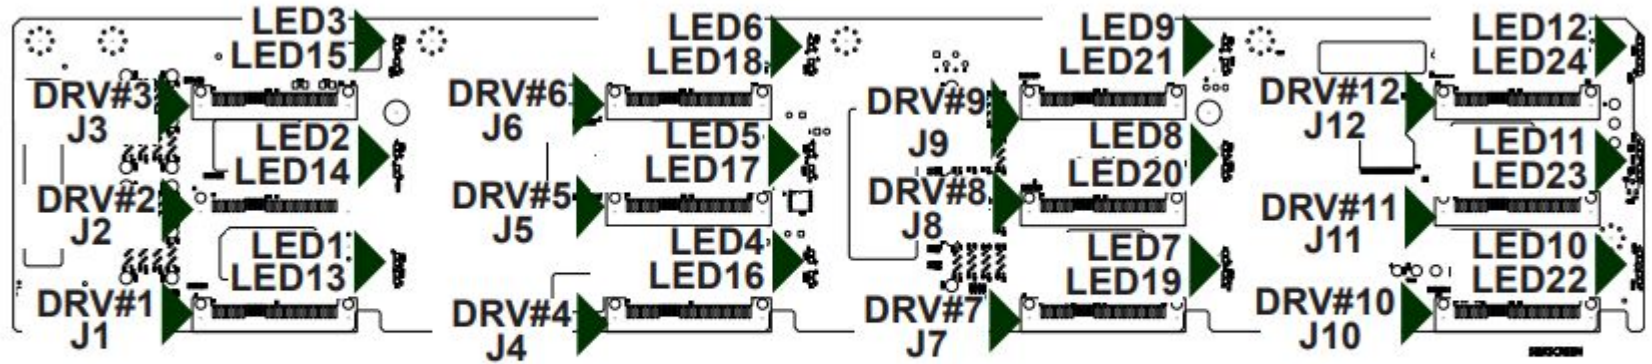 LED3
LED15
LED6
LED18
LED9
LED21
LED12
LED24
DRV#3
J3
DRV#6
J6
DRV#9
J9
DRV#12
J12
LED2
LED14
LED5
LED17
LED8
LED20
LED11
LED23
DRV#2
J2
DRV#5
J5
DRV#8
J8
DRV#11
J11
LED1
LED13
LED4
LED16
LED7
LED19
LED10
LED22
DRV#1
J1
DRV#4
J4
DRV#7
J7
DRV#10
J10